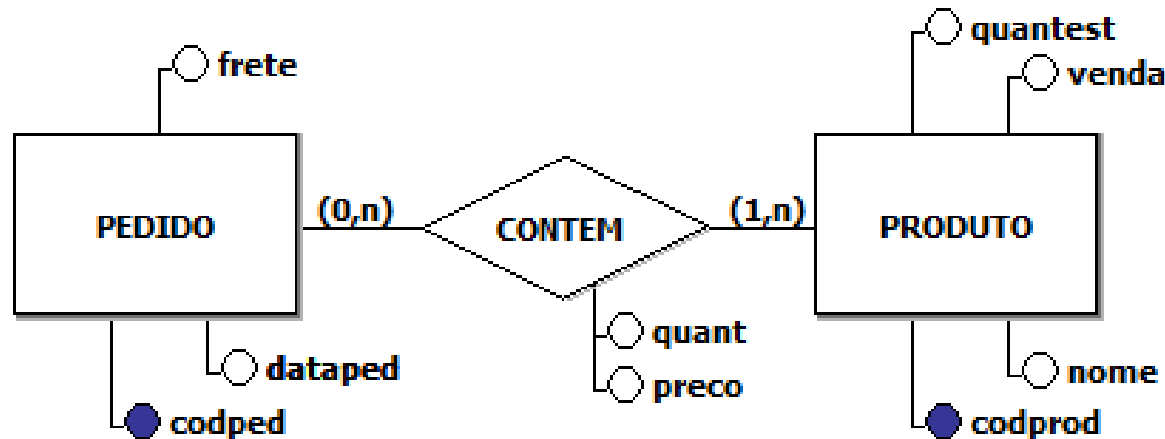 quantest
frete
venda
PEDIDO
(0,n)
CONTEM
(1,n)
PRODUTO
quant
dataped
preco
nome
codped
codprod